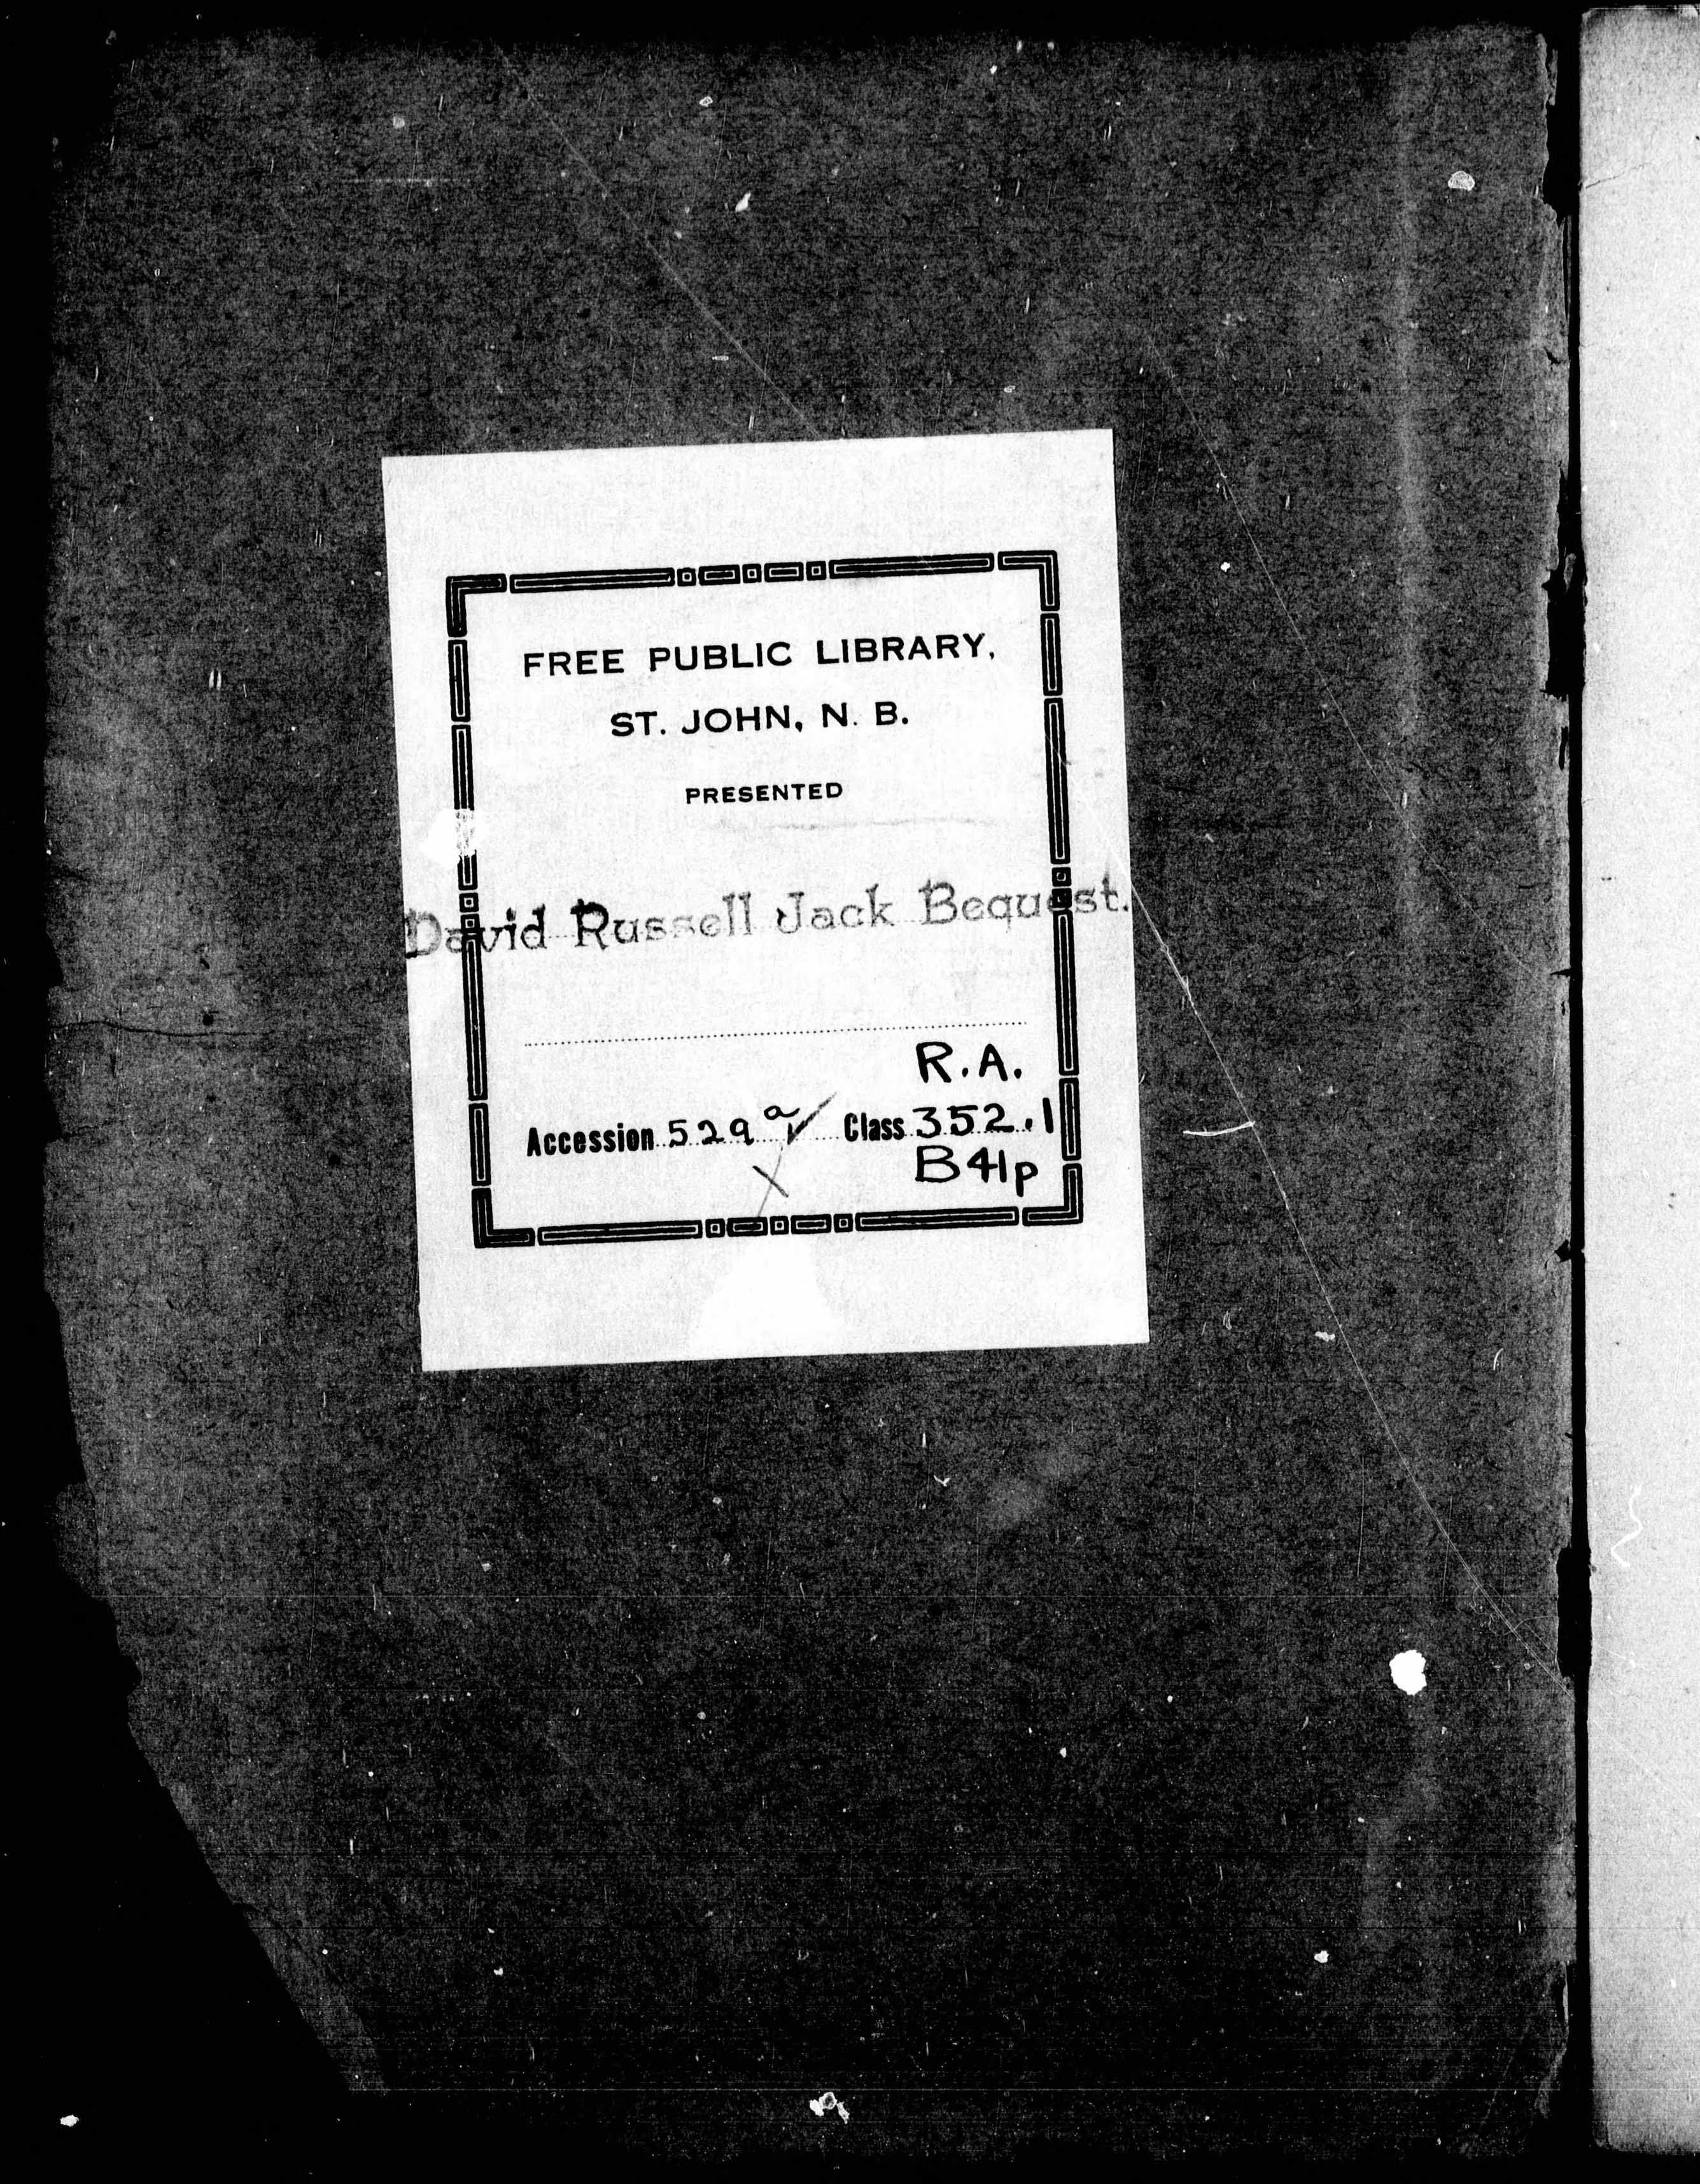 FREE PUBLIC LIBRARY,
ST. JOHN, N. B.
PRESENTED
David Russell Jack Bequest.
R.A.
Accession 529 a ✓ Class 352.1
B41p